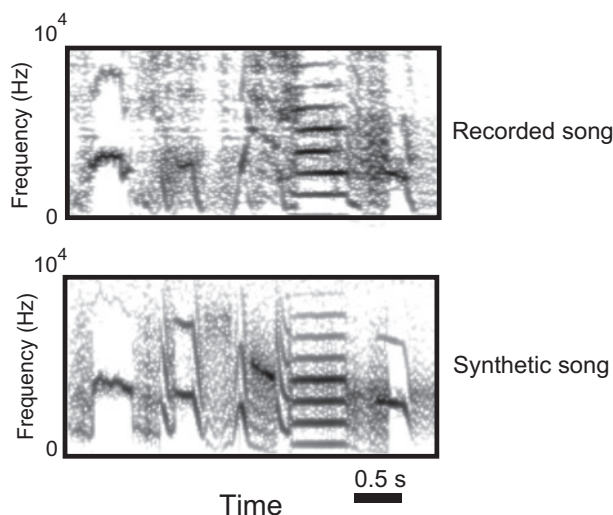 10⁴
Frequency (Hz)
0
Recorded song
10⁴
Frequency (Hz)
0
Synthetic song
0.5 s
Time